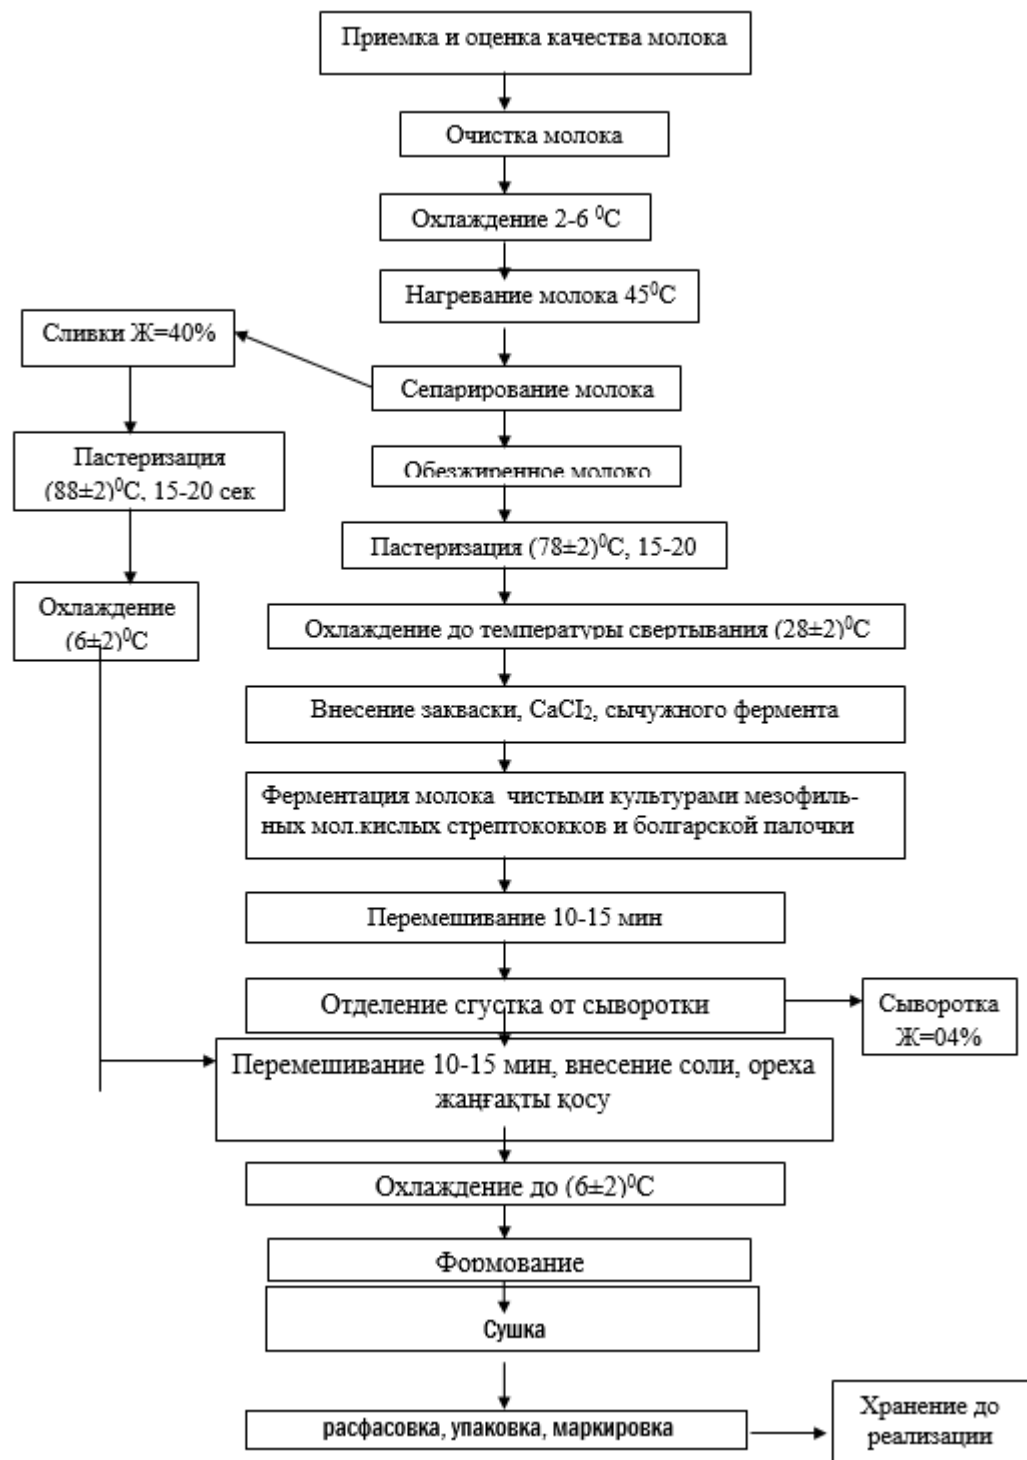 Приемка и оценка качества молока
Очистка молока
Охлаждение 2-6 ⁰С
Нагревание молока 45⁰С
Сливки Ж=40%
Сепарирование молока
Пастеризация
(88±2)⁰С, 15-20 сек
Обезжиренное молоко
Пастеризация (78±2)⁰С, 15-20
Охлаждение
(6±2)⁰С
Охлаждение до температуры свертывания (28±2)⁰С
Внесение закваски, CaCI₂, сычужного фермента
Ферментация молока чистыми культурами мезофиль-
ных мол.кислых стрептококков и болгарской палочки
Перемешивание 10-15 мин
Отделение сгустка от сыворотки
Сыворотка
Ж=04%
Перемешивание 10-15 мин, внесение соли, ореха
жаңғақты қосу
Охлаждение до (6±2)⁰С
Формование
Сушка
расфасовка, упаковка, маркировка
Хранение до
реализации